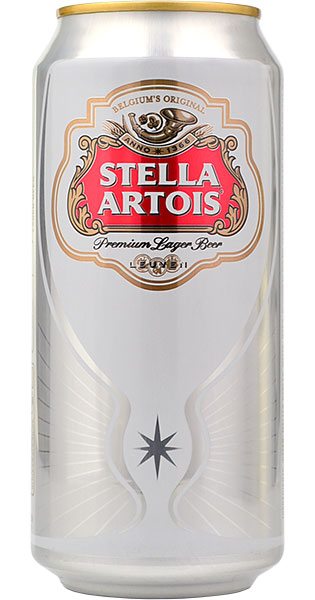 BELGIUM'S ORIGINAL
ANNO 1366
STELLA
ARTOIS
Premium Lager Beer
LEUVEN